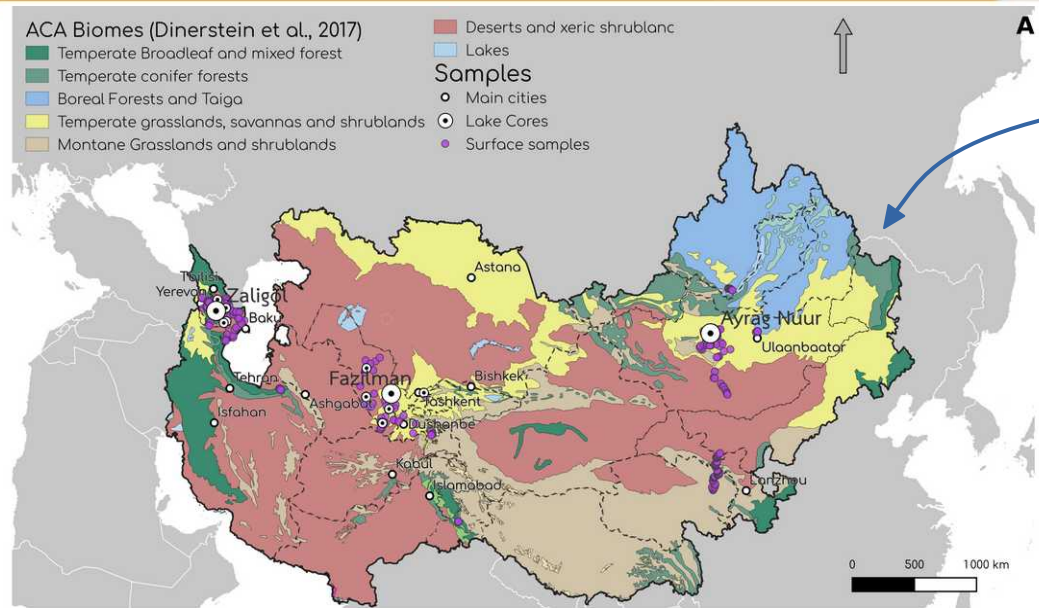 A
ACA Biomes (Dinerstein et al., 2017)
Temperate Broadleaf and mixed forest
Temperate conifer forests
Boreal Forests and Taiga
Temperate grasslands, savannas and shrublands
Montane Grasslands and shrublands
Deserts and xeric shrublanc
Lakes
Samples
Main cities
Lake Cores
Surface samples
Astana
Tbilisi
Yerevan
Zaligol
Baku
Ayrag Nuur
Ulaanbaatar
Tehran
Fazilman
Bishkek
Ashgabat
Tashkent
Isfahan
Dushanbe
Kabul
Islamabad
Lanzhou
0 500 1000 km